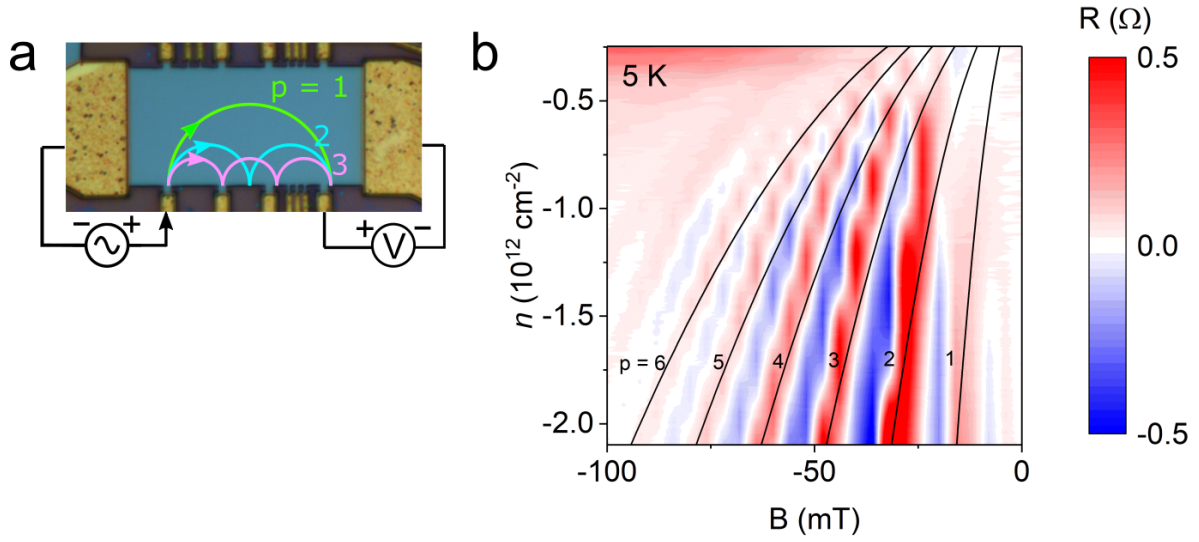 a
p = 1
2
3
− +
+ −
V
b
R (Ω)
5 K
0.5
0.0
-0.5
-0.5
-1.0
-1.5
-2.0
n (10¹² cm⁻²)
p = 6
5
4
3
2
1
-100
-50
0
B (mT)